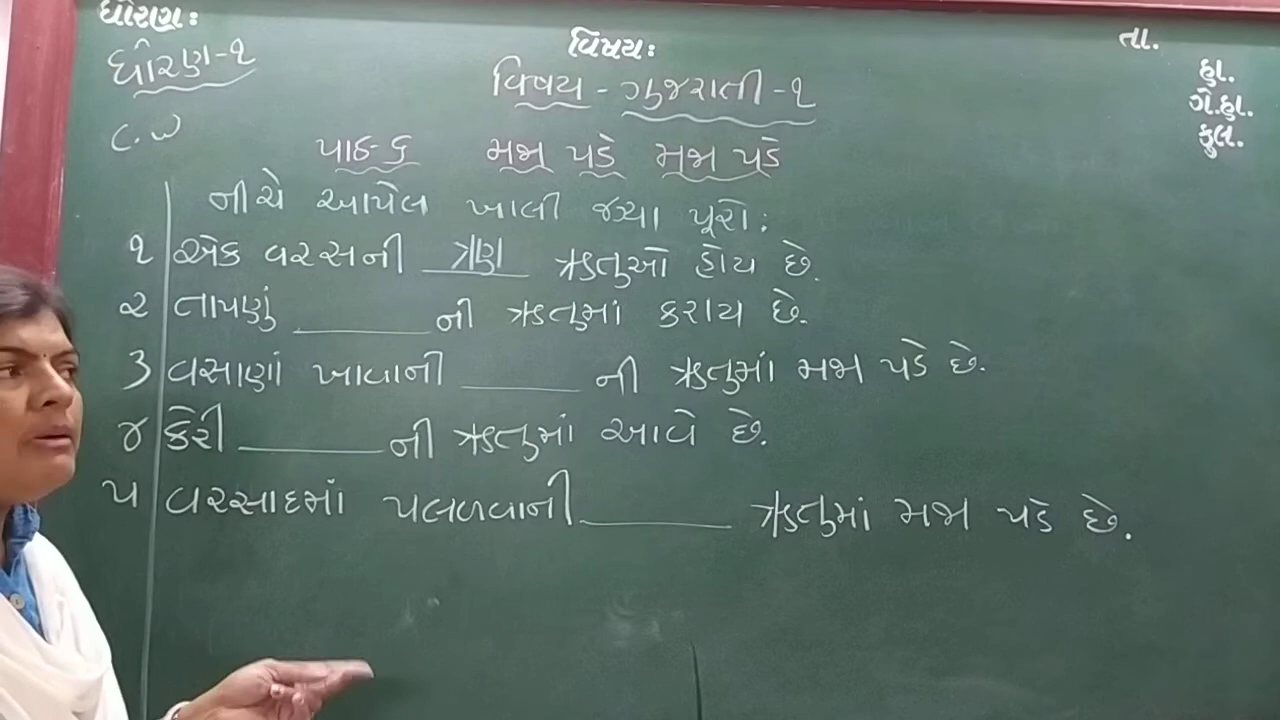 ધોરણ:
વિષય:
તા.
હા.
ગે.હા.
કુલ.
ધોરણ-૧
વિષય - ગુજરાતી - ૧
C.W
પાઠ-૬ મજા પડે મજા પડે
નીચે આપેલ ખાલી જગ્યા પૂરો:
૧ એક વરસની ત્રણ ઋતુઓ હોય છે.
૨ તાપણું ______ ની ઋતુમાં કરાય છે.
૩ વસાણાં ખાવાની ______ ની ઋતુમાં મજા પડે છે.
૪ કેરી ______ ની ઋતુમાં આવે છે.
૫ વરસાદમાં પલળવાની ______ ઋતુમાં મજા પડે છે.